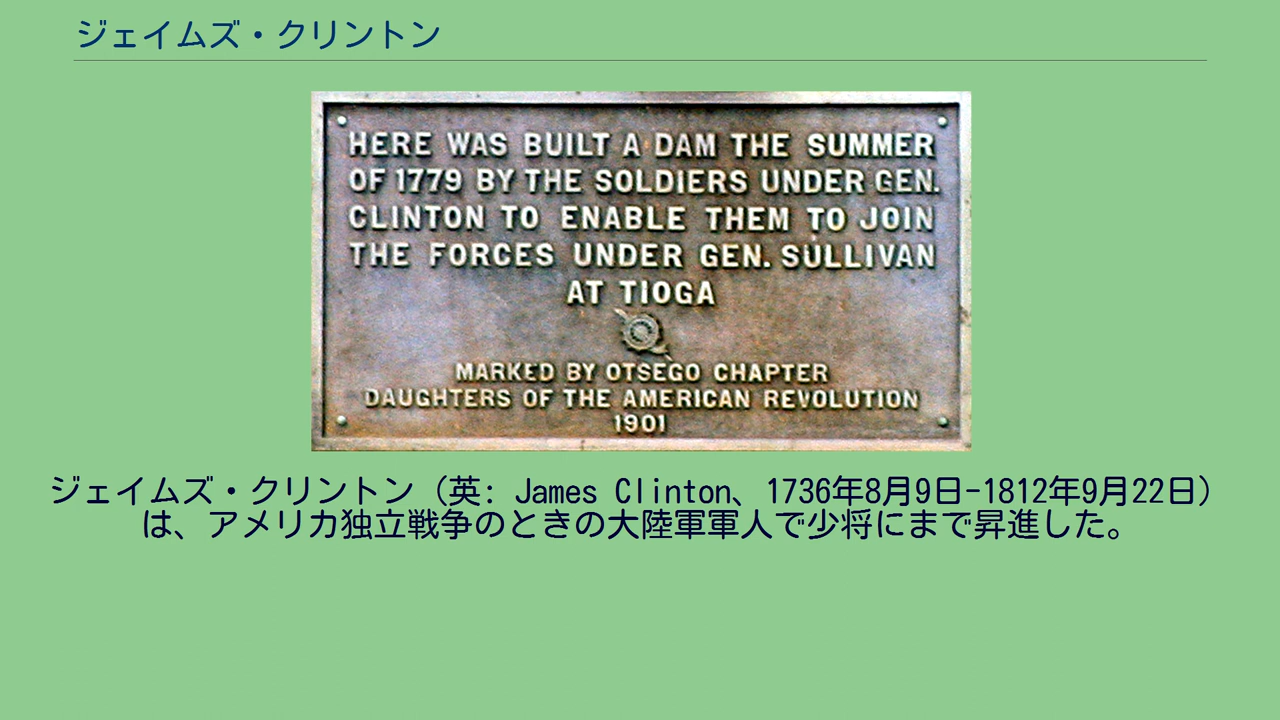 ジェイムズ・クリントン
HERE WAS BUILT A DAM THE SUMMER
OF 1779 BY THE SOLDIERS UNDER GEN.
CLINTON TO ENABLE THEM TO JOIN
THE FORCES UNDER GEN. SULLIVAN
AT TIOGA
MARKED BY OTSEGO CHAPTER
DAUGHTERS OF THE AMERICAN REVOLUTION
1901
ジェイムズ・クリントン（英: James Clinton、1736年8月9日-1812年9月22日）
は、アメリカ独立戦争のときの大陸軍軍人で少将にまで昇進した。